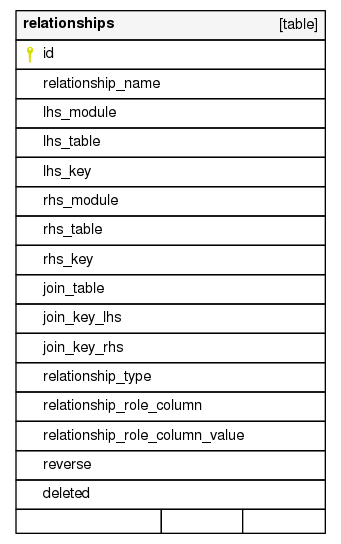 relationships [table]
id
relationship_name
lhs_module
lhs_table
lhs_key
rhs_module
rhs_table
rhs_key
join_table
join_key_lhs
join_key_rhs
relationship_type
relationship_role_column
relationship_role_column_value
reverse
deleted